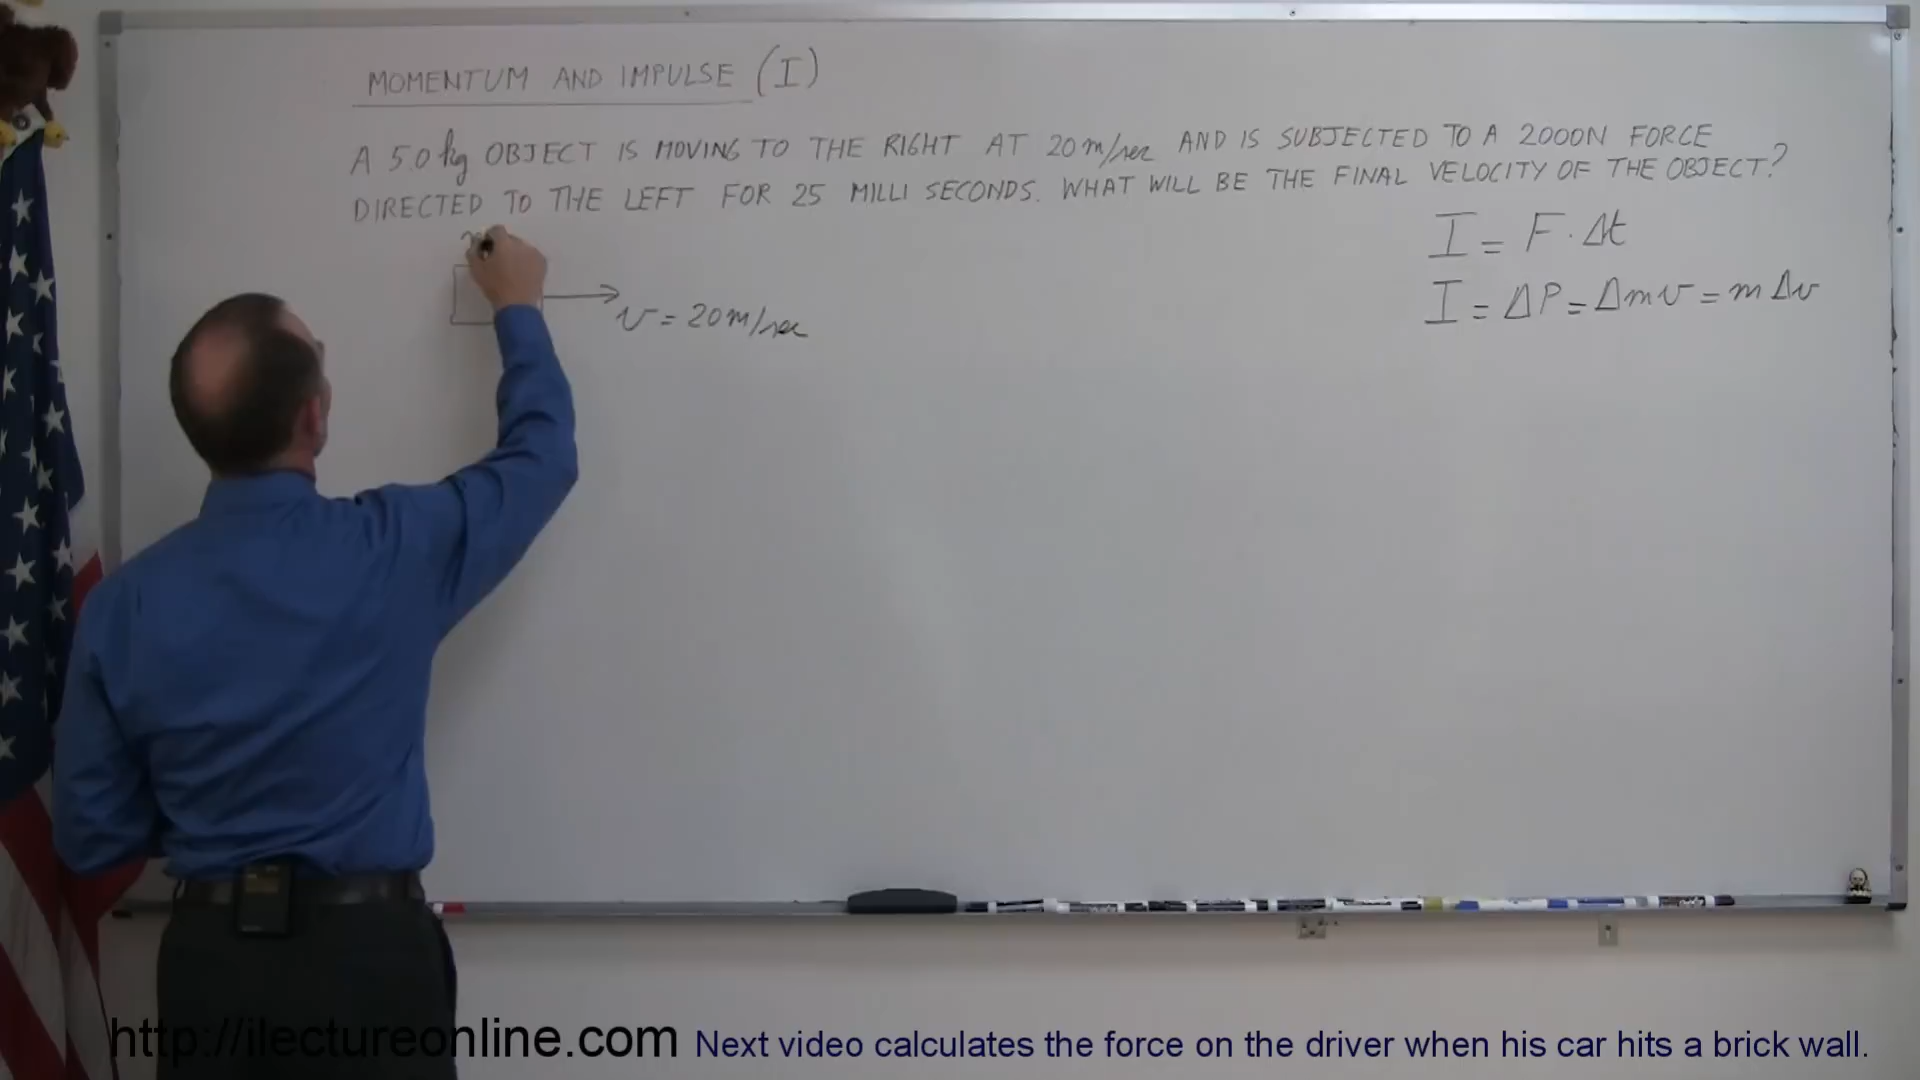 MOMENTUM AND IMPULSE (I)
A 5.0 kg OBJECT IS MOVING TO THE RIGHT AT 20 m/sec AND IS SUBJECTED TO A 2000N FORCE
DIRECTED TO THE LEFT FOR 25 MILLI SECONDS. WHAT WILL BE THE FINAL VELOCITY OF THE OBJECT?
I = F · Δt
I = ΔP = Δmv = mΔv
v = 20 m/sec
http://ilectureonline.com Next video calculates the force on the driver when his car hits a brick wall.